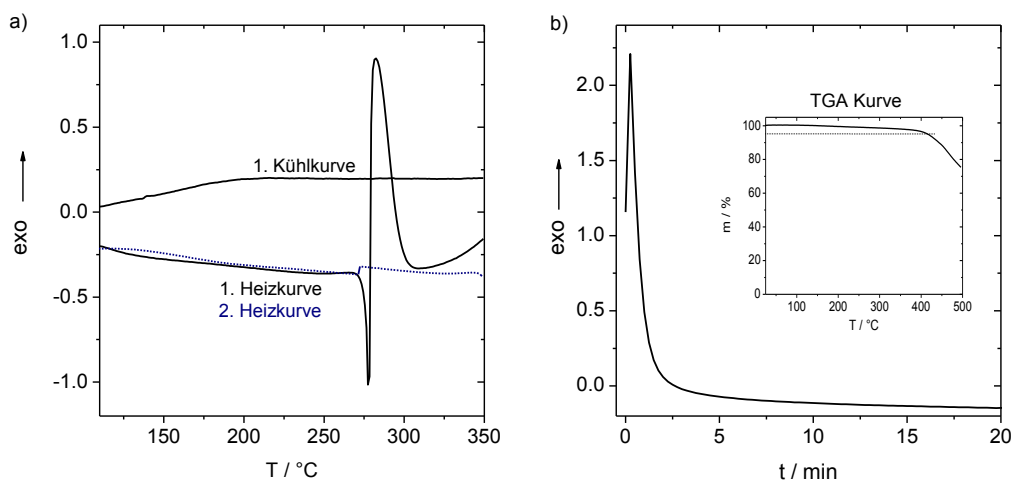 a)
1.0
0.5
0.0
-0.5
-1.0
exo
1. Kühlkurve
1. Heizkurve
2. Heizkurve
150
200
250
300
350
T / °C
b)
2.0
1.5
1.0
0.5
0.0
exo
TGA Kurve
100
80
60
40
20
0
m / %
100
200
300
400
500
T / °C
0
5
10
15
20
t / min